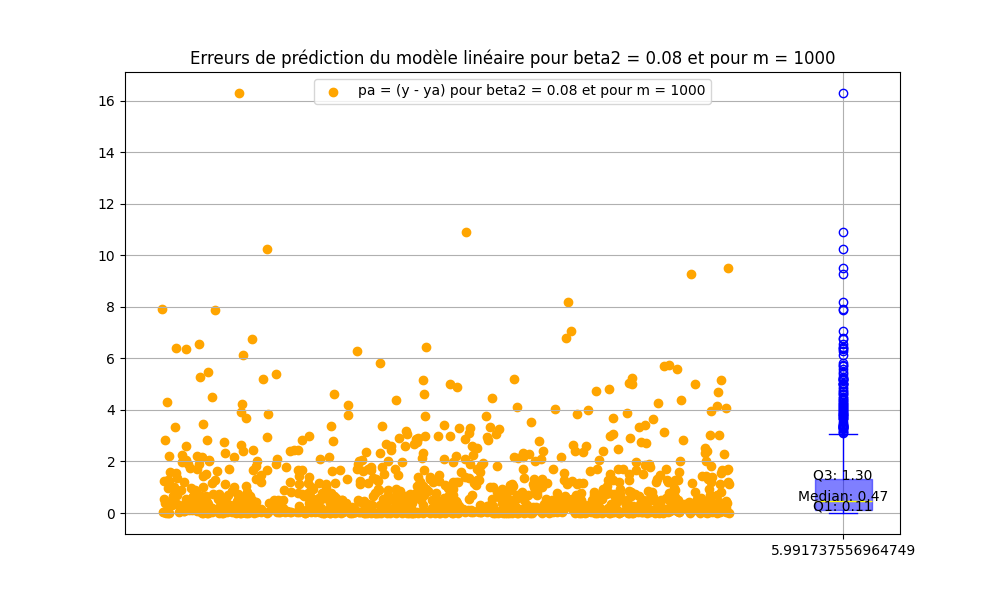 Erreurs de prédiction du modèle linéaire pour beta2 = 0.08 et pour m = 1000
pa = (y - ya) pour beta2 = 0.08 et pour m = 1000
16
14
12
10
8
6
4
2
0
Q3: 1.30
Median: 0.47
Q1: 0.11
5.991737556964749